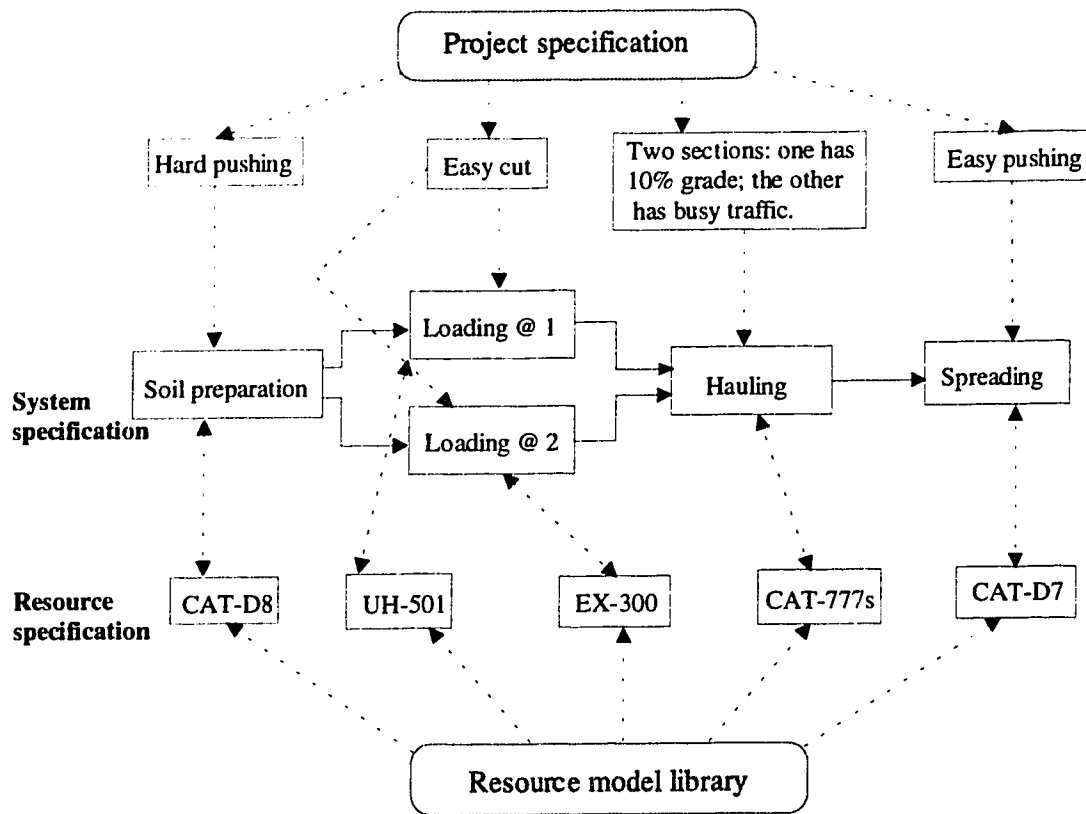 Project specification
Hard pushing
Easy cut
Two sections: one has
10% grade; the other
has busy traffic.
Easy pushing
Loading @ 1
Soil preparation
Hauling
Spreading
System
specification
Loading @ 2
Resource
specification
CAT-D8
UH-501
EX-300
CAT-777s
CAT-D7
Resource model library